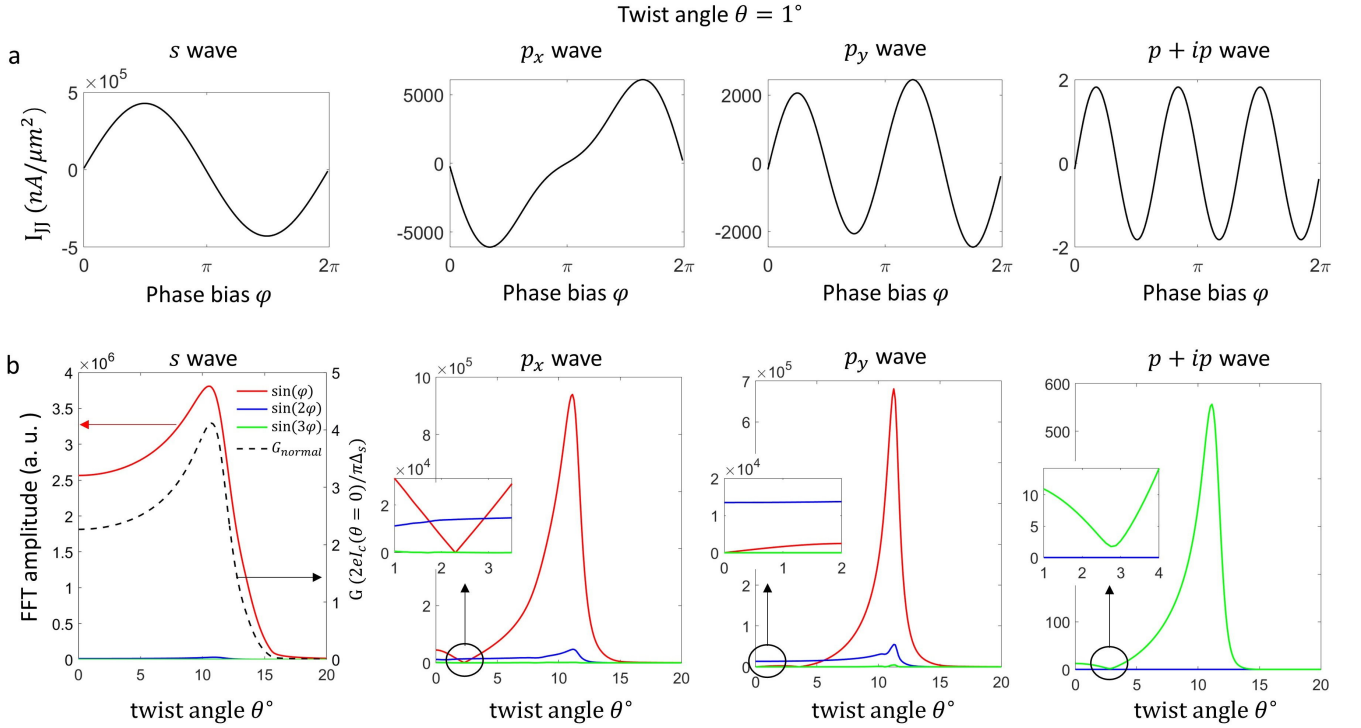 Twist angle θ = 1°
a
s wave
p_x wave
p_y wave
p + ip wave
×10^5
5
0
-5
I_JJ (nA/μm²)
0 π 2π
Phase bias φ
5000
0
-5000
0 π 2π
Phase bias φ
2000
0
-2000
0 π 2π
Phase bias φ
2
0
-2
0 π 2π
Phase bias φ
b
s wave
p_x wave
p_y wave
p + ip wave
×10^6
4
3.5
3
2.5
2
1.5
1
0.5
0
FFT amplitude (a. u.)
sin(φ)
sin(2φ)
sin(3φ)
G_normal
5
4
3
2
1
0
G (2eI_c(θ = 0)/πΔ_s)
0 5 10 15 20
twist angle θ°
×10^5
10
8
6
2
0
×10^4
2
0
1 2 3
0 5 10 15 20
twist angle θ°
×10^5
7
6
5
4
1
0
×10^4
2
1.5
1
0.5
0
0 1 2
0 5 10 15 20
twist angle θ°
600
500
400
100
0
10
5
0
1 2 3 4
0 5 10 15 20
twist angle θ°